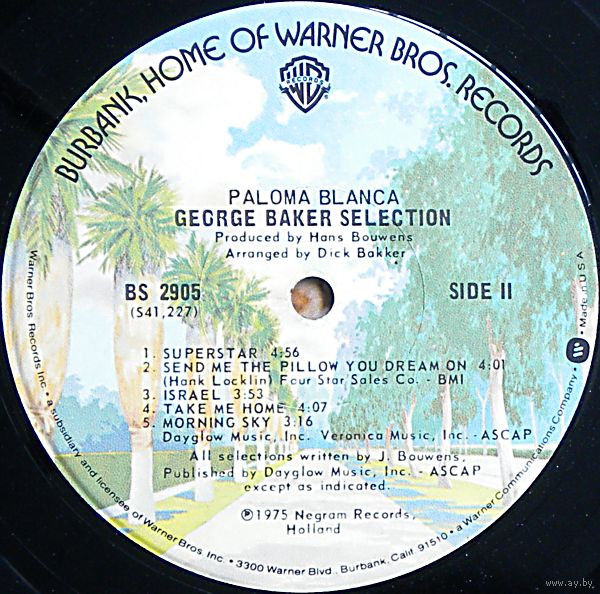 BURBANK, HOME OF WARNER BROS. RECORDS
WB
RECORDS
PALOMA BLANCA
GEORGE BAKER SELECTION
Produced by Hans Bouwens
Arranged by Dick Bakker
BS 2905
(S41,227)
SIDE II
1. SUPERSTAR 4:56
2. SEND ME THE PILLOW YOU DREAM ON 4:01
(Hank Locklin) Four Star Sales Co. - BMI
3. ISRAEL 3:53
4. TAKE ME HOME 4:07
5. MORNING SKY 3:16
Dayglow Music, Inc. Veronica Music, Inc. - ASCAP
All selections written by J. Bouwens.
Published by Dayglow Music, Inc. - ASCAP
except as indicated.
℗1975 Negram Records,
Holland
Warner Bros. Records Inc. • a subsidiary and licensee of Warner Bros. Inc. • 3300 Warner Blvd., Burbank, Calif. 91510 • a Warner Communications Company • W • Made in U.S.A.
www.ay.by